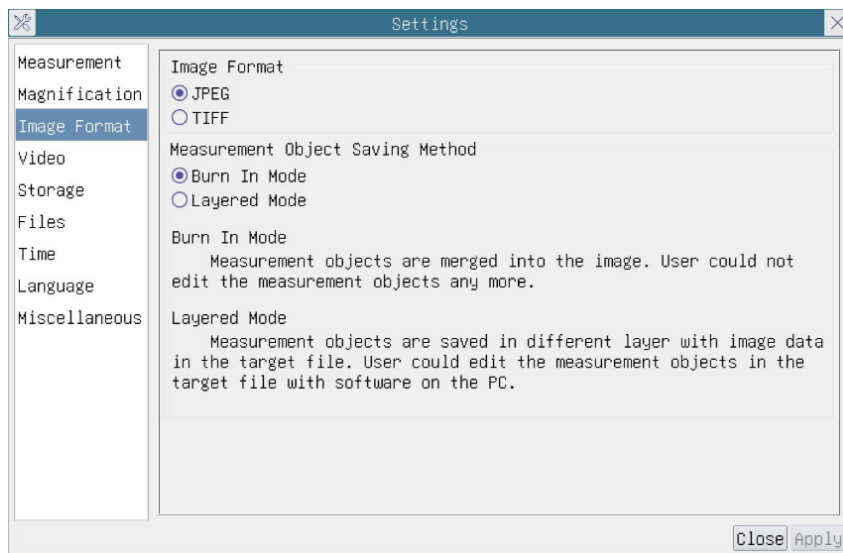 Settings
Measurement
Magnification
Image Format
Video
Storage
Files
Time
Language
Miscellaneous
Image Format
JPEG
TIFF
Measurement Object Saving Method
Burn In Mode
Layered Mode
Burn In Mode
Measurement objects are merged into the image. User could not
edit the measurement objects any more.
Layered Mode
Measurement objects are saved in different layer with image data
in the target file. User could edit the measurement objects in the
target file with software on the PC.
Close Apply